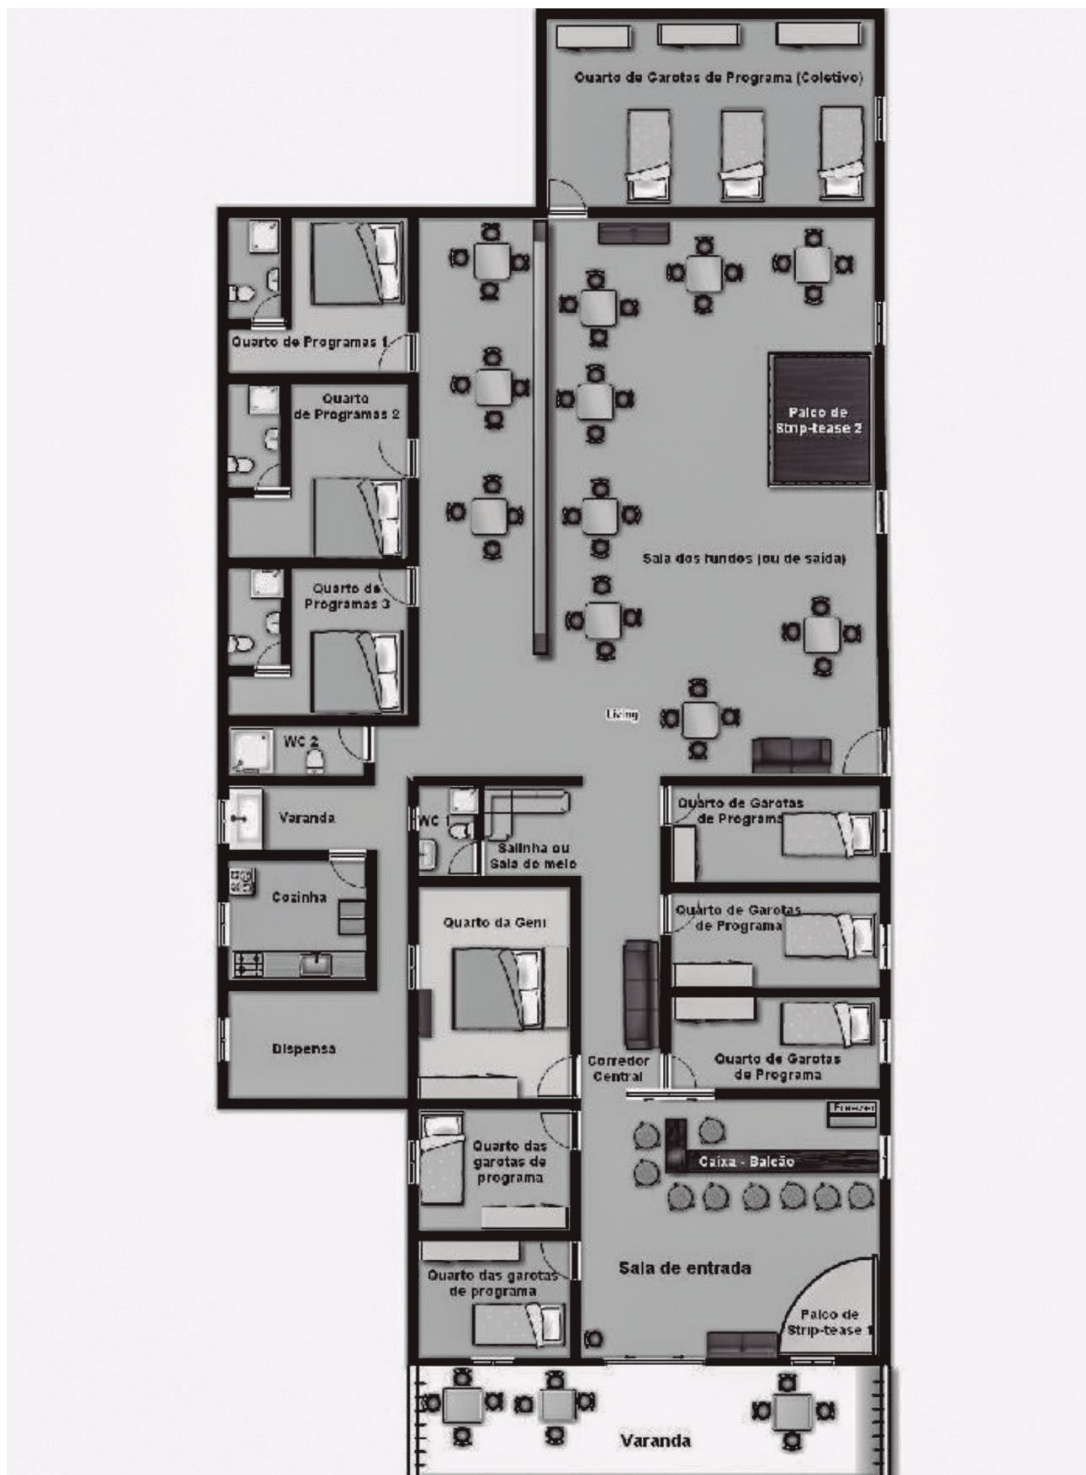 Quarto de Garotas de Programa (Coletivo)
Quarto de Programas 1
Quarto
de Programas 2
Palco de
Strip-tease 2
Sala dos fundos (ou de saída)
Quarto de
Programas 3
Living
WC 2
Varanda
WC 1
Salinha ou
Sala do meio
Quarto de Garotas
de Programa
Cozinha
Quarto da Geni
Quarto de Garotas
de Programa
Dispensa
Corredor
Central
Quarto de Garotas
de Programa
Freezer
Caixa - Balcão
Quarto das
garotas de
programa
Sala de entrada
Quarto das garotas
de programa
Palco de
Strip-tease 1
Varanda